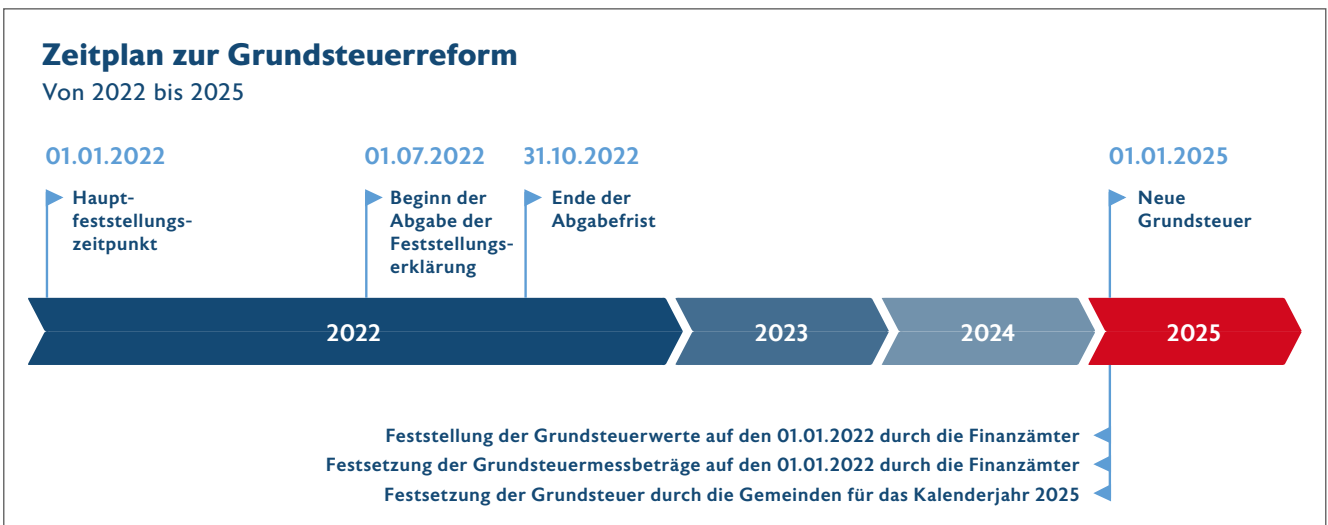 Zeitplan zur Grundsteuerreform
Von 2022 bis 2025
01.01.2022
Haupt-
feststellungs-
zeitpunkt
01.07.2022
Beginn der
Abgabe der
Feststellungs-
erklärung
31.10.2022
Ende der
Abgabefrist
01.01.2025
Neue
Grundsteuer
2022
2023
2024
2025
Feststellung der Grundsteuerwerte auf den 01.01.2022 durch die Finanzämter
Festsetzung der Grundsteuermessbeträge auf den 01.01.2022 durch die Finanzämter
Festsetzung der Grundsteuer durch die Gemeinden für das Kalenderjahr 2025